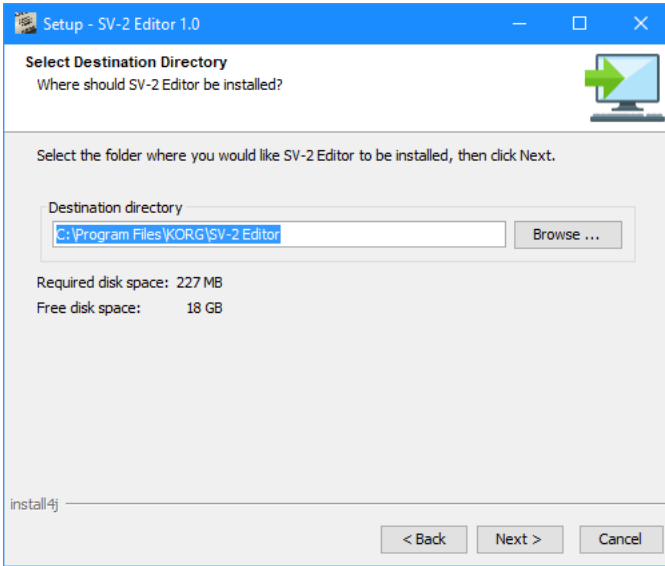 Setup - SV-2 Editor 1.0
Select Destination Directory
Where should SV-2 Editor be installed?
Select the folder where you would like SV-2 Editor to be installed, then click Next.
Destination directory
C:\Program Files\KORG\SV-2 Editor
Browse ...
Required disk space: 227 MB
Free disk space: 18 GB
install4j
< Back Next > Cancel